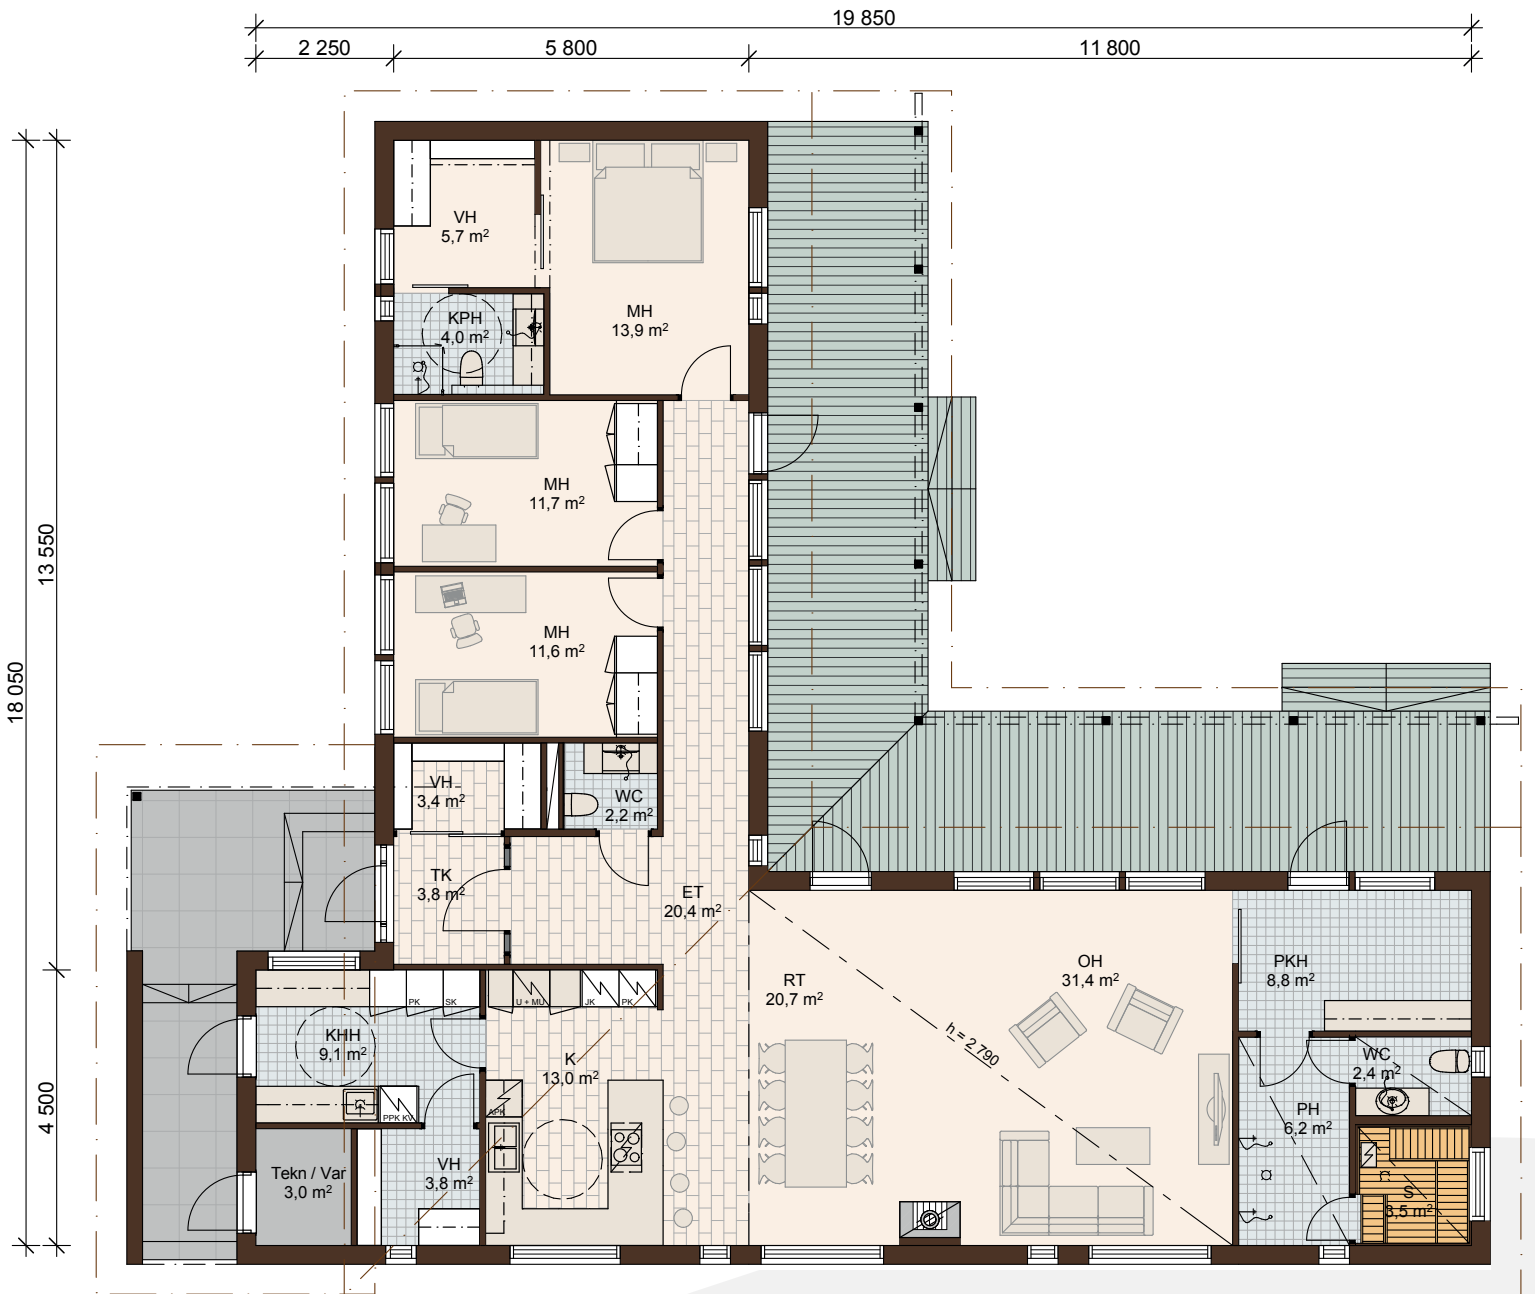 19 850
2 250
5 800
11 800
18 050
13 550
4 500
VH
5,7 m²
KPH
4,0 m²
MH
13,9 m²
MH
11,7 m²
MH
11,6 m²
VH
3,4 m²
WC
2,2 m²
TK
3,8 m²
ET
20,4 m²
RT
20,7 m²
OH
31,4 m²
h = 2 790
PKH
8,8 m²
WC
2,4 m²
PH
6,2 m²
S
3,5 m²
PK
SK
U + MU
JK
PK
KHH
9,1 m²
K
13,0 m²
APK
PPK KV
VH
3,8 m²
Tekn / Var
3,0 m²